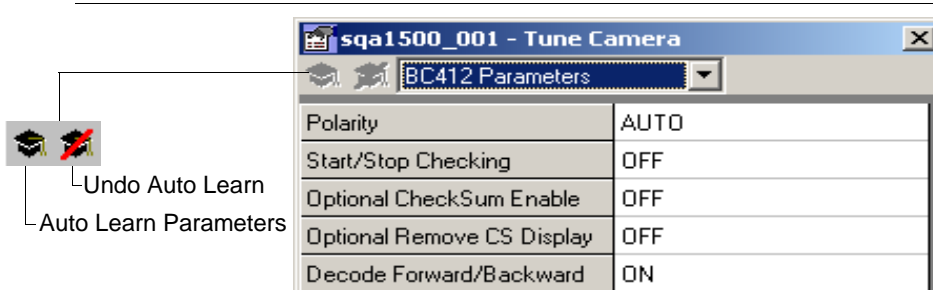 sqa1500_001 - Tune Camera
BC412 Parameters
Polarity AUTO
Start/Stop Checking OFF
Optional CheckSum Enable OFF
Optional Remove CS Display OFF
Decode Forward/Backward ON
Undo Auto Learn
Auto Learn Parameters